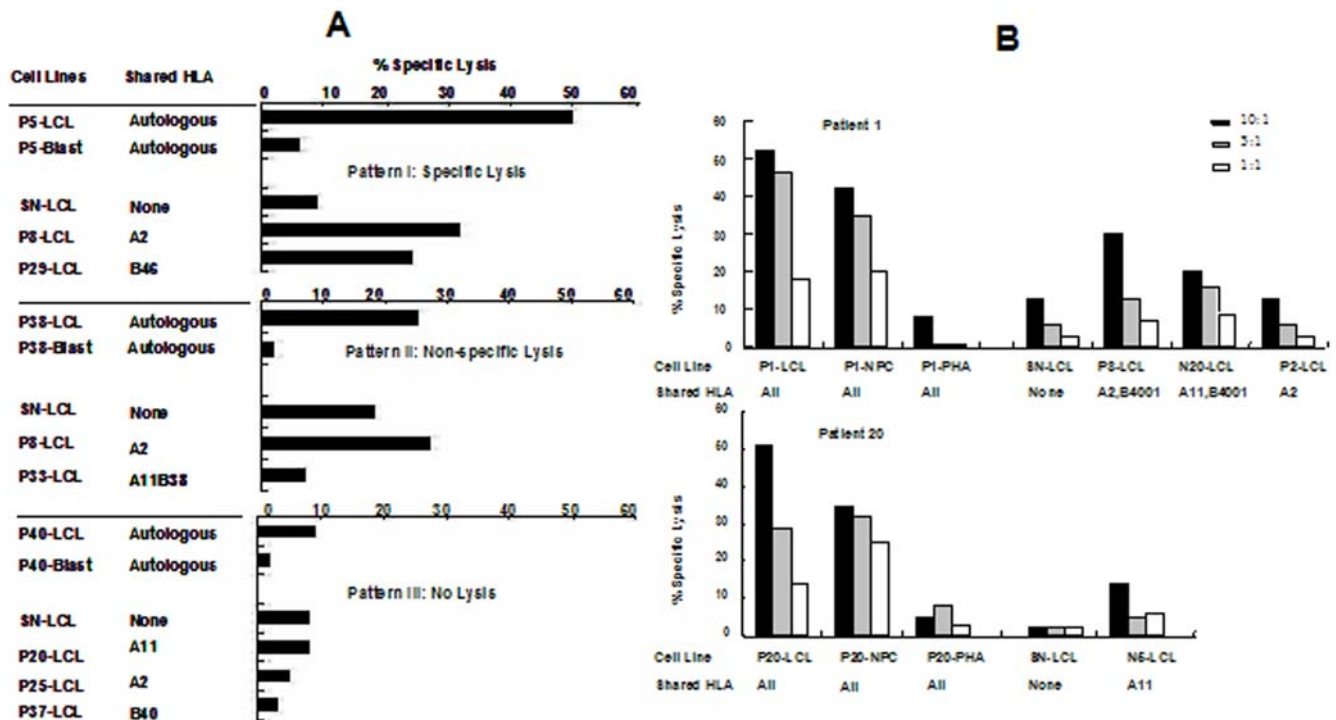 A
% Specific Lysis
Cell Lines Shared HLA
0 10 20 30 40 50 60
P5-LCL Autologous
P5-Blast Autologous
Pattern I: Specific Lysis
SN-LCL None
P8-LCL A2
P29-LCL B46
0 10 20 30 40 50 60
P38-LCL Autologous
P38-Blast Autologous
Pattern II: Non-specific Lysis
SN-LCL None
P8-LCL A2
P33-LCL A11B38
0 10 20 30 40 50 60
P40-LCL Autologous
P40-Blast Autologous
Pattern III: No Lysis
SN-LCL None
P20-LCL A11
P25-LCL A2
P37-LCL B40
B
Patient 1
10:1
1:1
% Specific Lysis
60
50
40
30
20
10
0
Cell Line P1-LCL P1-NPC P1-PHA SN-LCL N20-LCL P2-LCL
Shared HLA All All All None A2,B4001 A11,B4001 A2
Patient 20
% Specific Lysis
60
50
40
30
20
10
0
Cell Line P20-LCL P20-NPC P20-PHA SN-LCL N5-LCL
Shared HLA All All All None A11